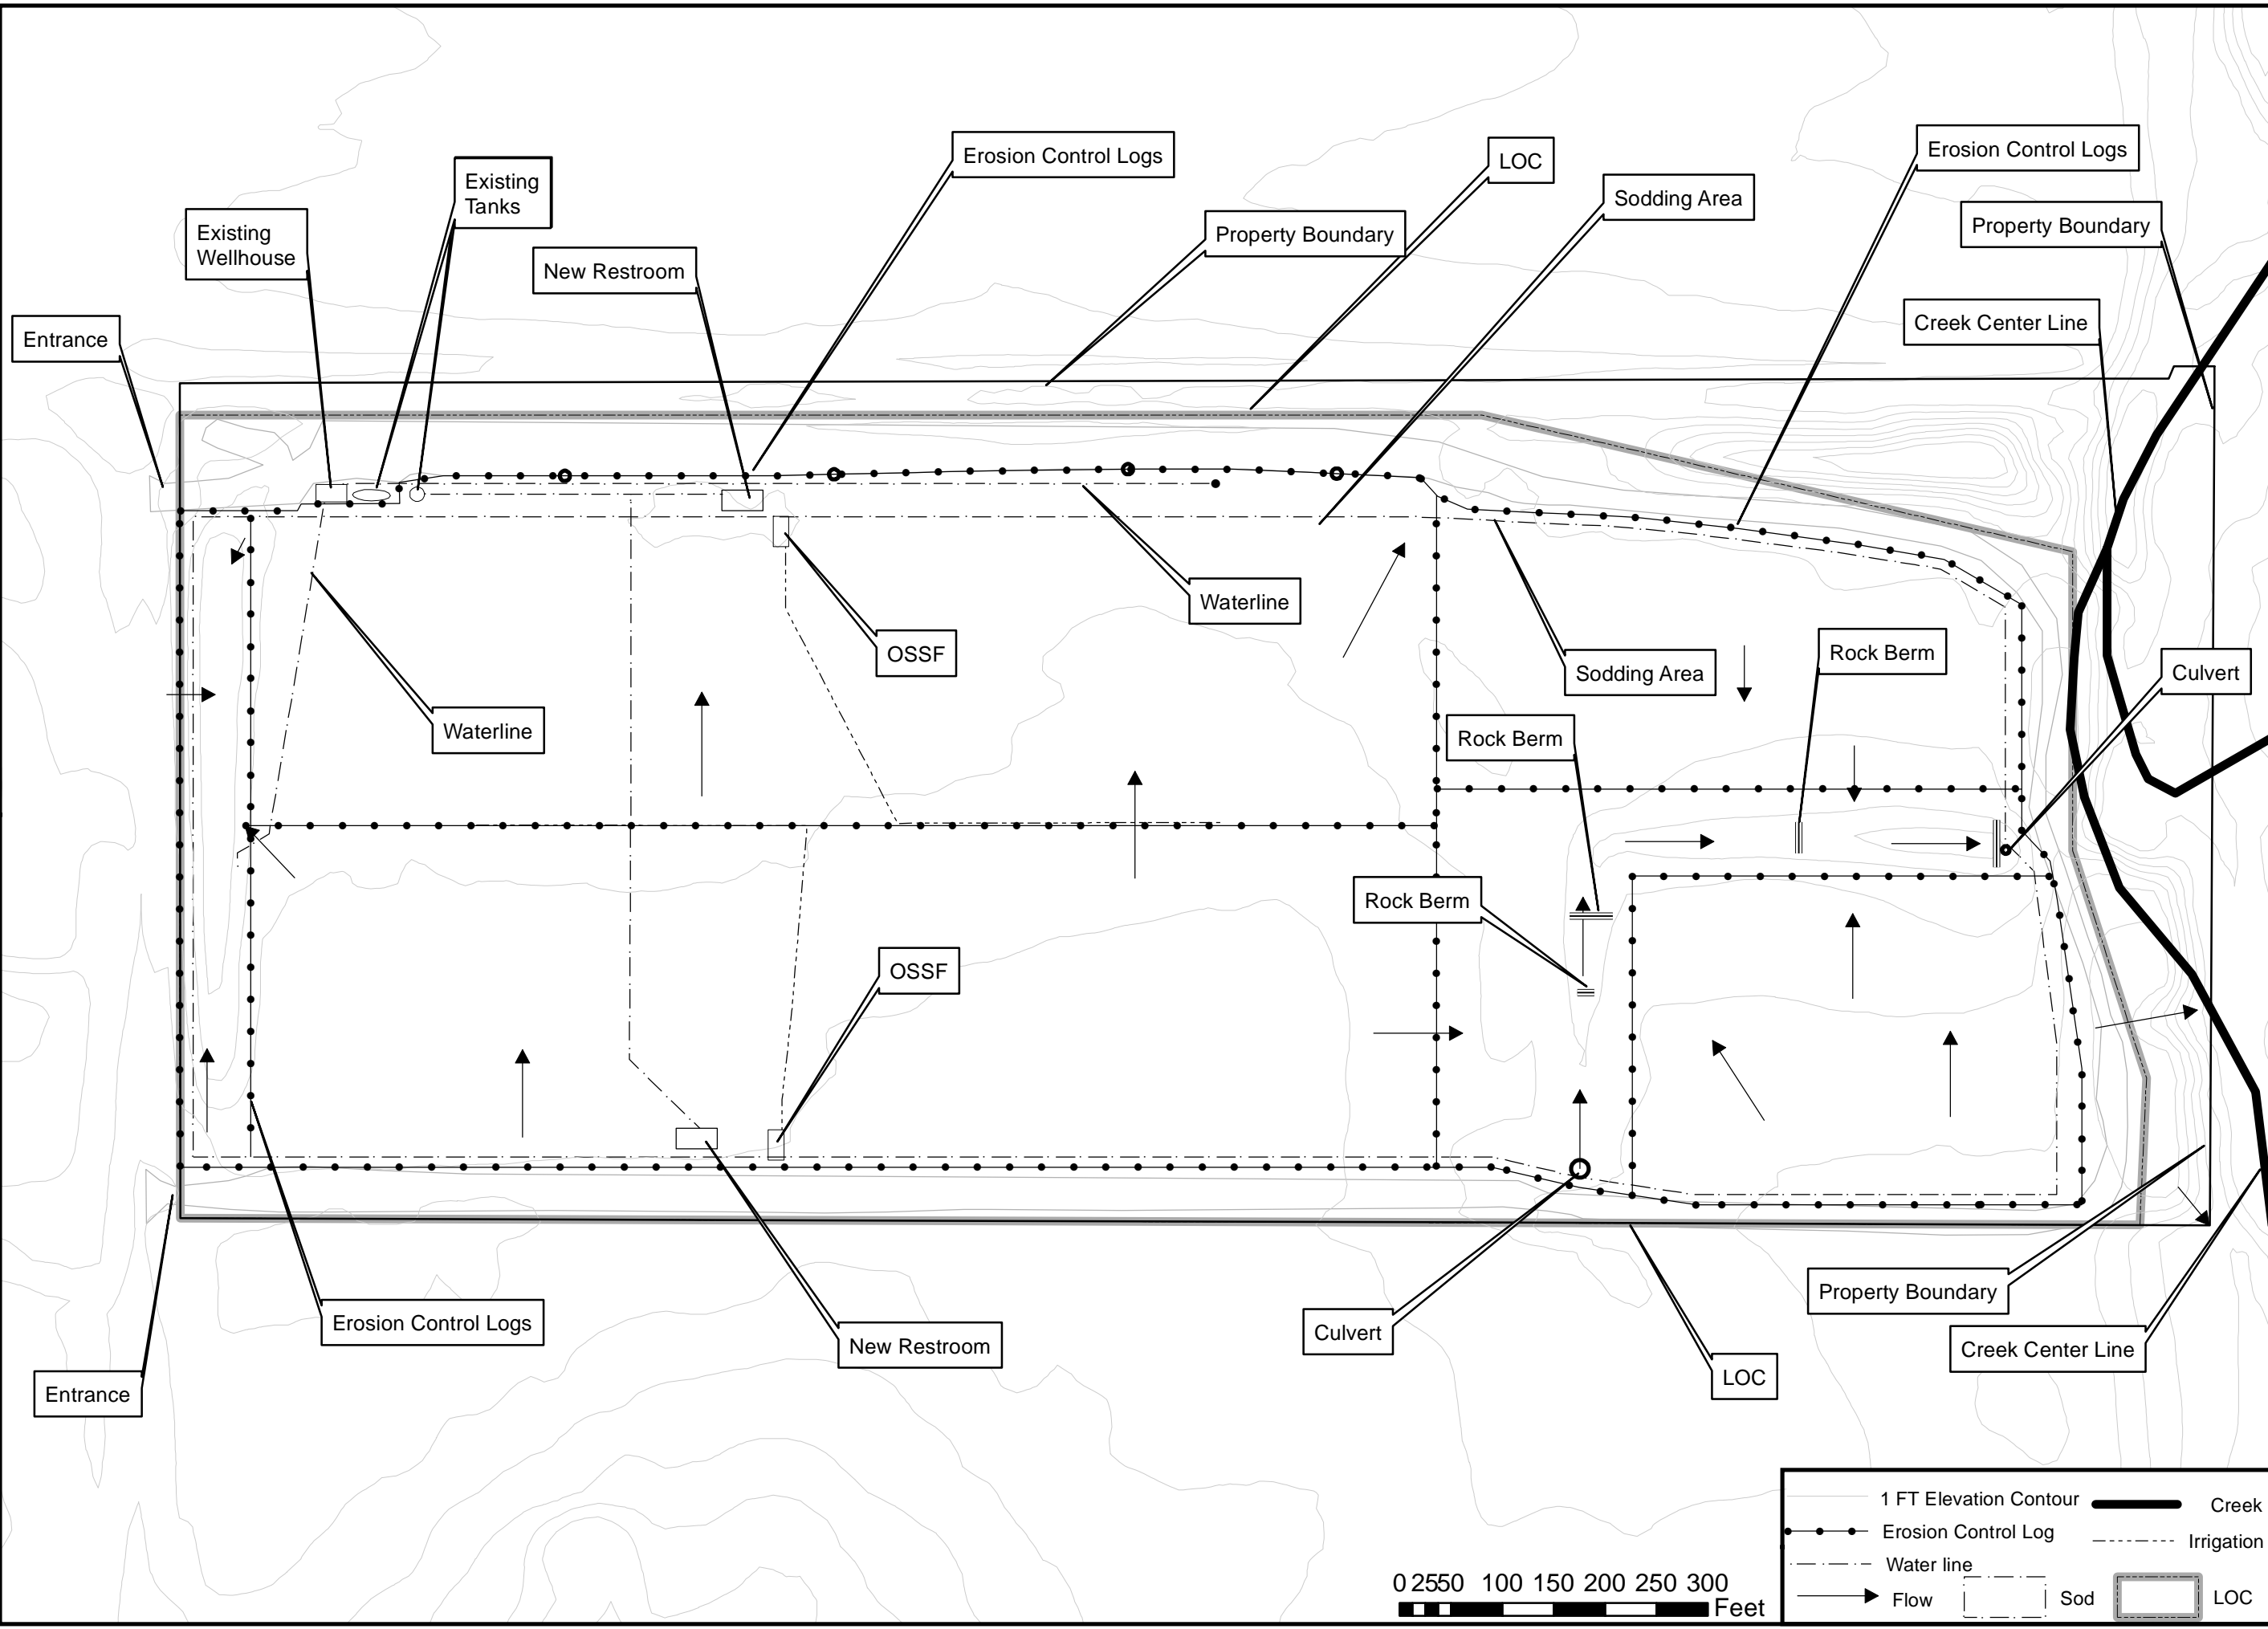 Erosion Control Logs
LOC
Erosion Control Logs
Existing
Tanks
Sodding Area
Existing
Wellhouse
Property Boundary
Property Boundary
New Restroom
Creek Center Line
Entrance
Waterline
OSSF
Rock Berm
Sodding Area
Culvert
Waterline
Rock Berm
Rock Berm
OSSF
Property Boundary
Erosion Control Logs
Culvert
New Restroom
Creek Center Line
LOC
Entrance
1 FT Elevation Contour
Creek
Erosion Control Log
Irrigation
Water line
Flow
Sod
LOC
0 25 50 100 150 200 250 300
Feet